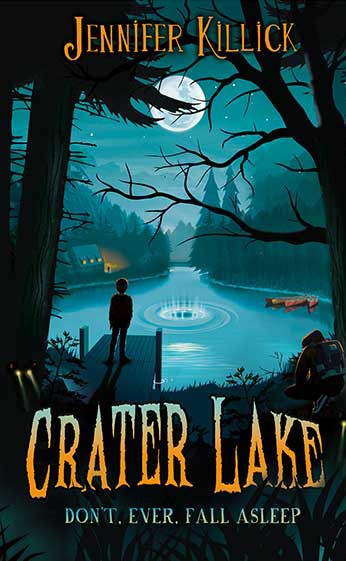 JENNIFER KILLICK
CRATER LAKE
DON'T. EVER. FALL ASLEEP